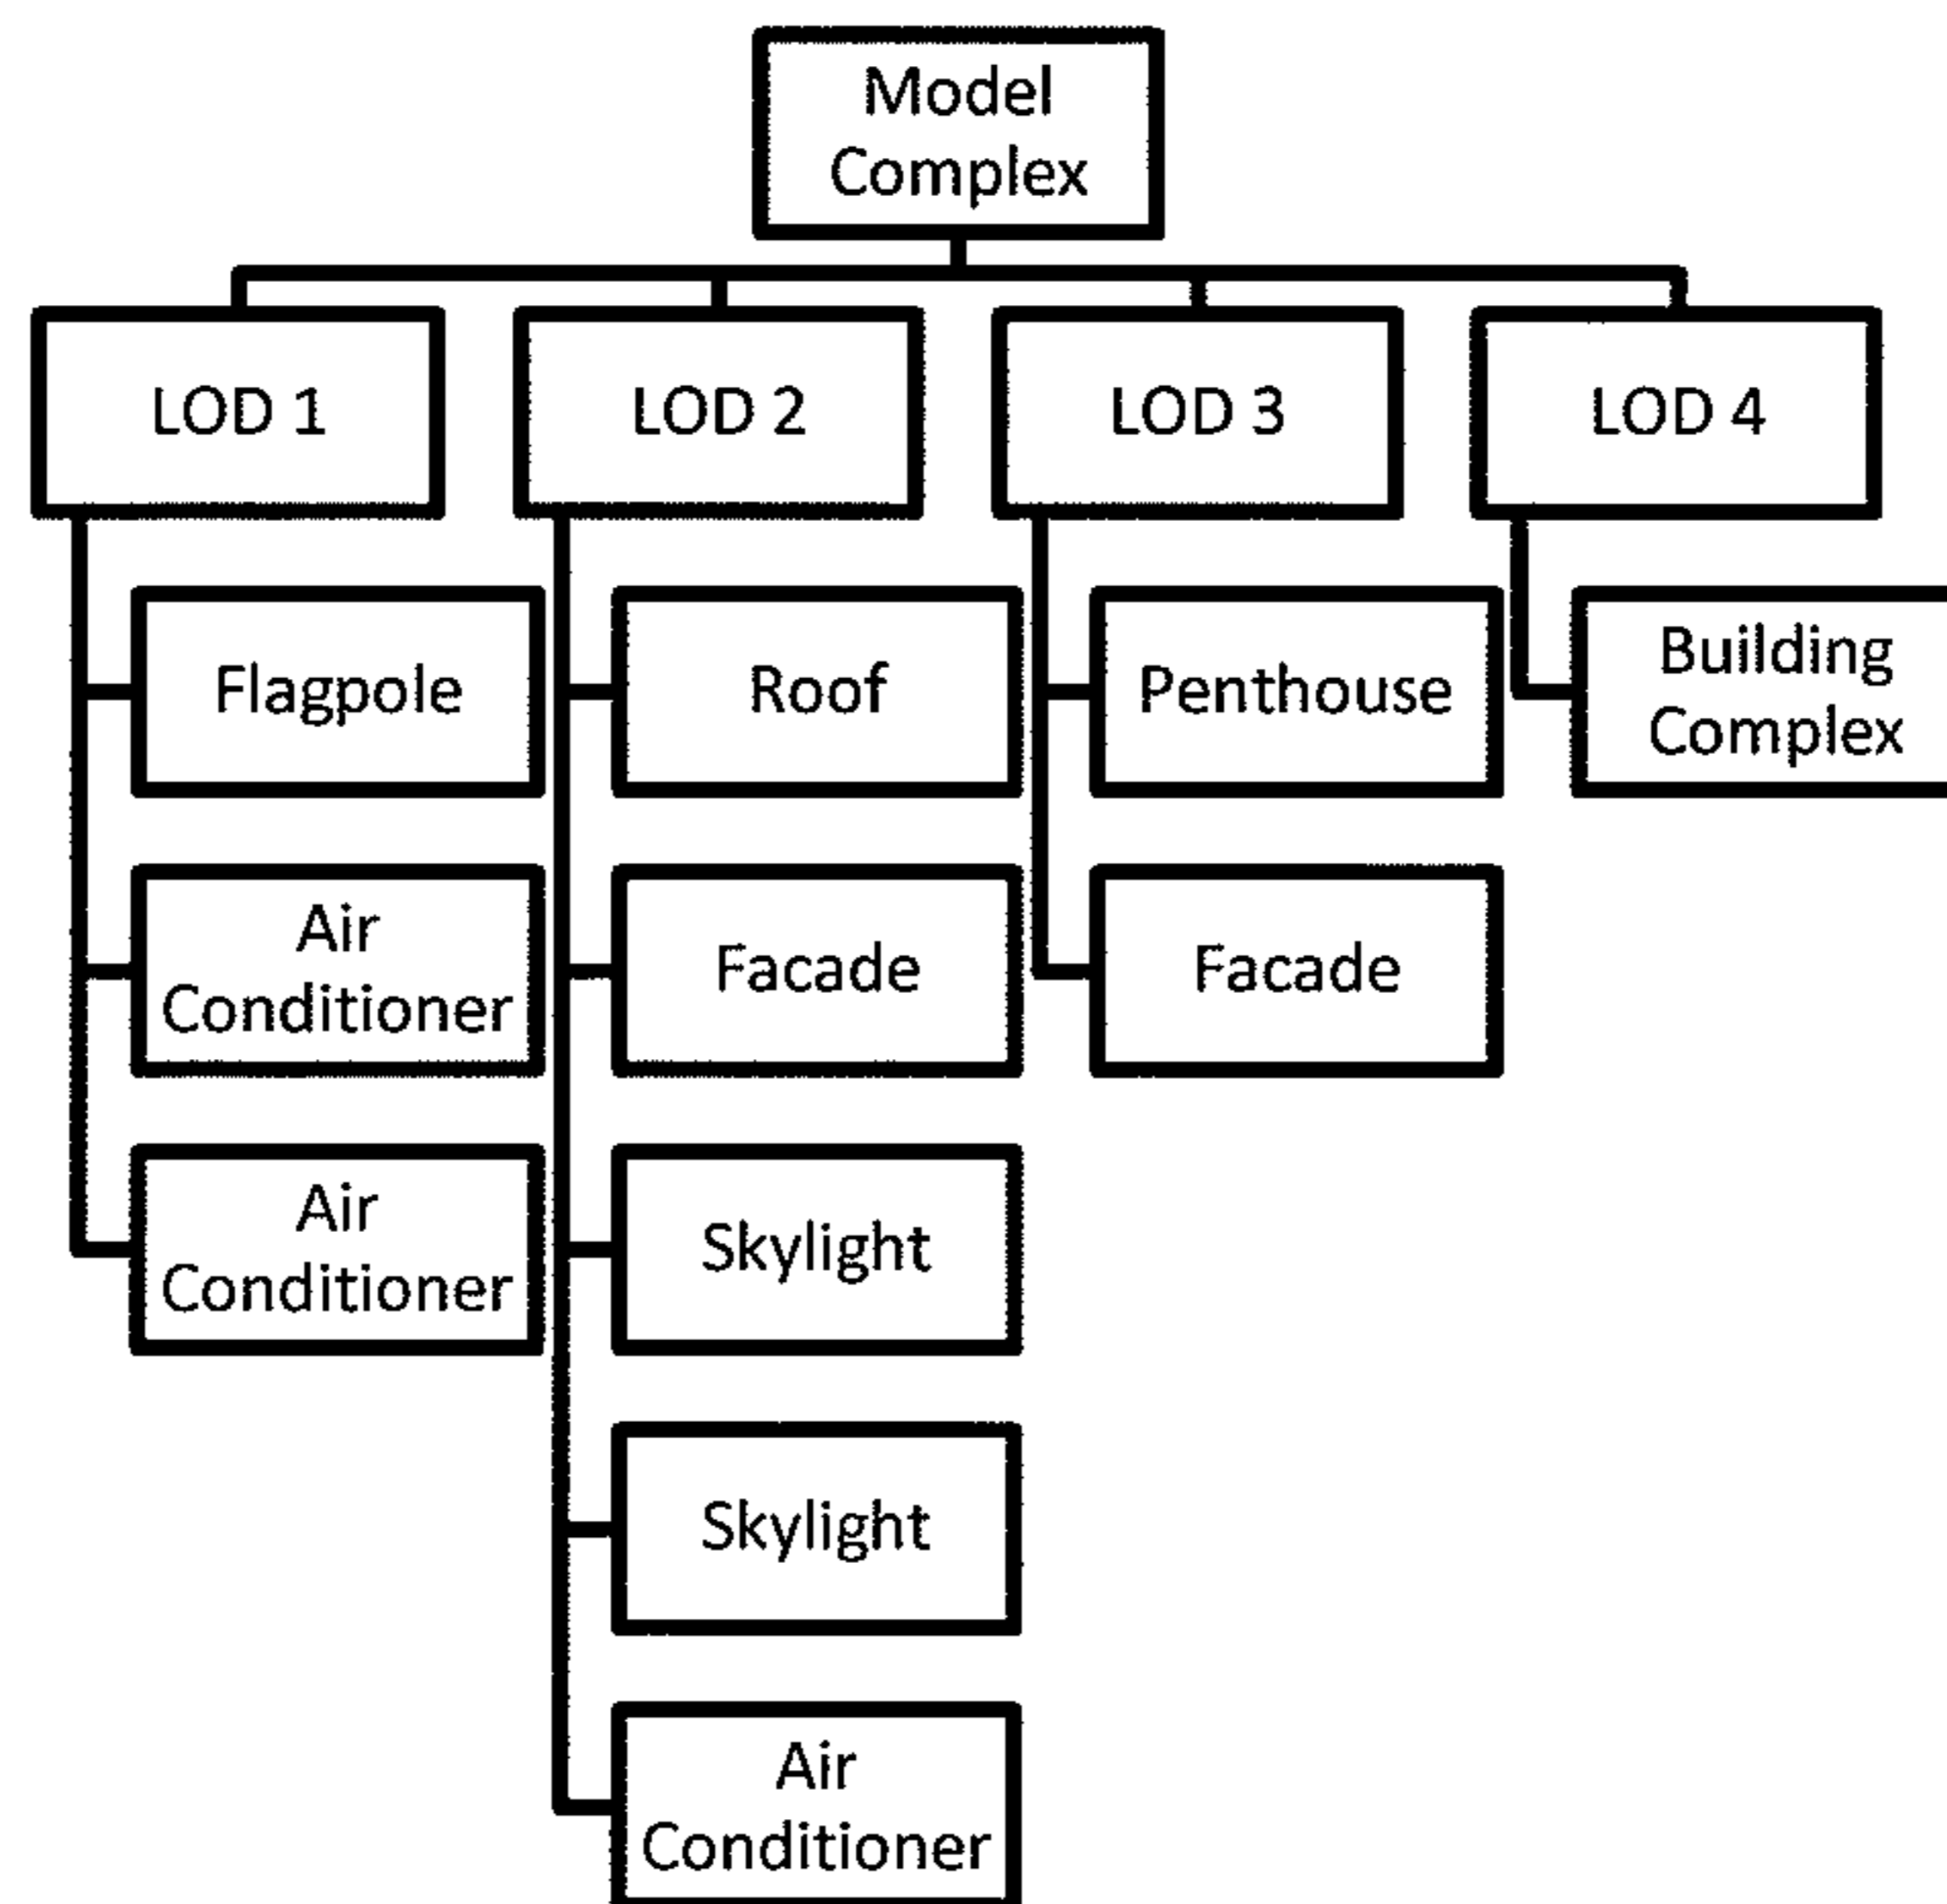 Model
Complex
LOD 1
LOD 2
LOD 3
LOD 4
Flagpole
Roof
Penthouse
Building
Complex
Air
Conditioner
Facade
Facade
Air
Conditioner
Skylight
Skylight
Air
Conditioner